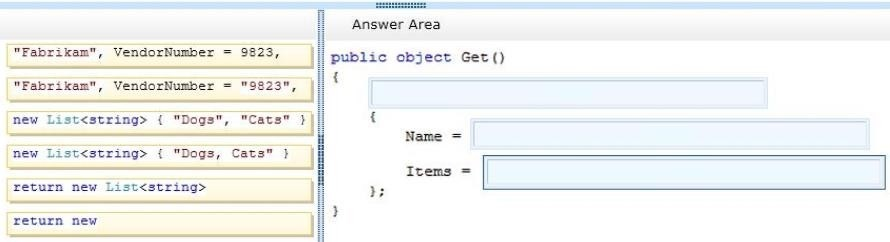 Answer Area
"Fabrikam", VendorNumber = 9823,
"Fabrikam", VendorNumber = "9823",
new List<string> { "Dogs", "Cats" }
new List<string> { "Dogs, Cats" }
return new List<string>
return new
public object Get()
{
{
Name =
Items =
};
}